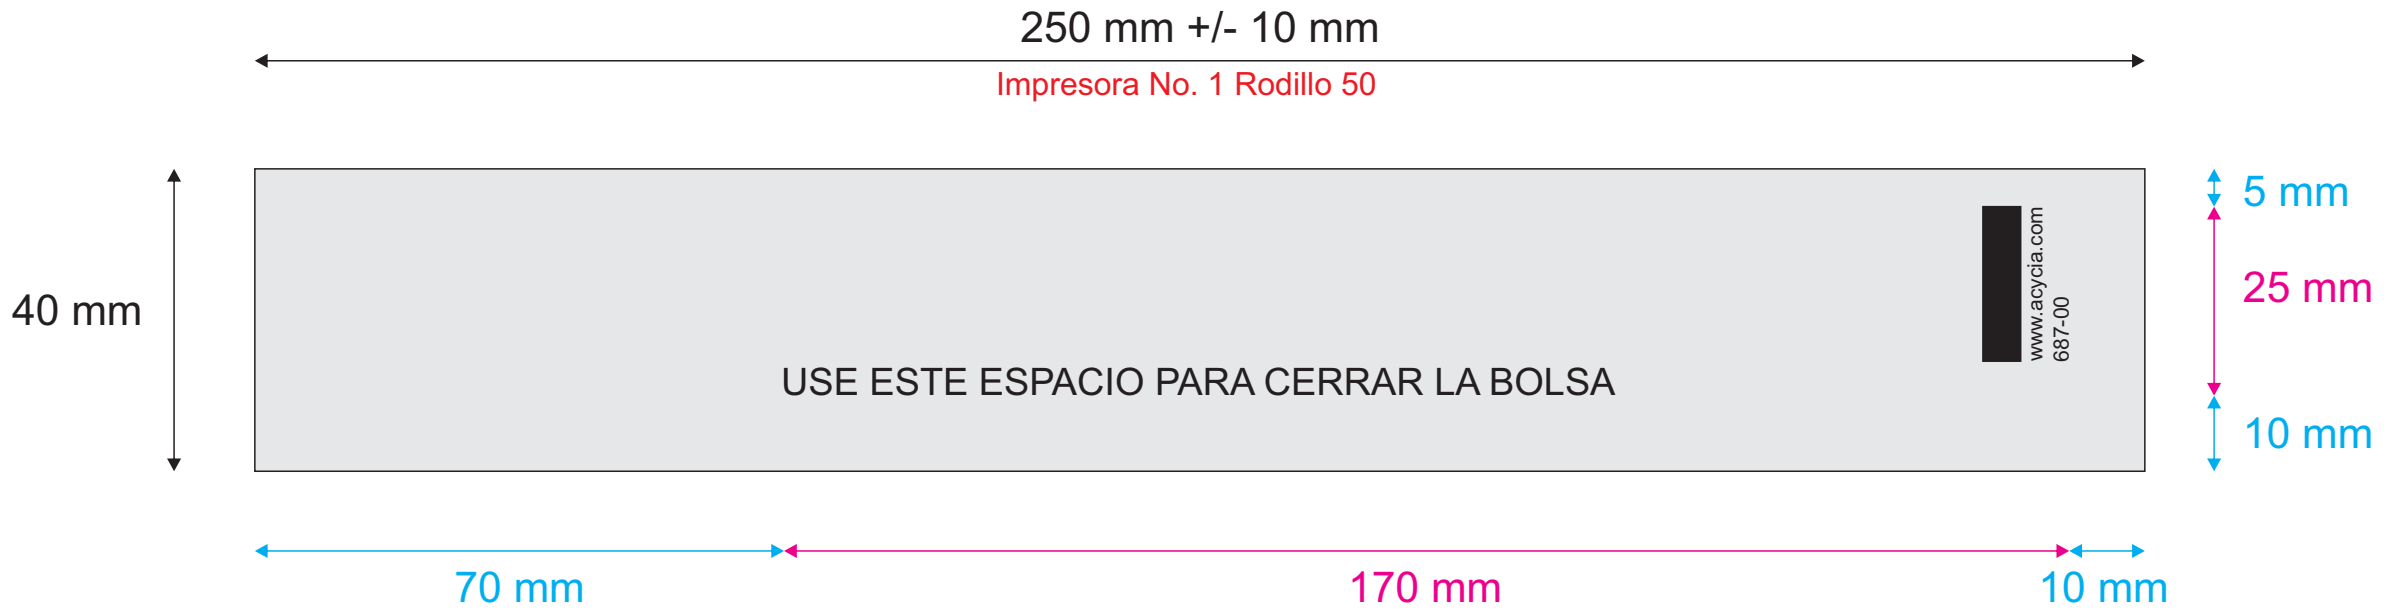 250 mm +/- 10 mm
Impresora No. 1 Rodillo 50
40 mm
www.acycia.com
687-00
USE ESTE ESPACIO PARA CERRAR LA BOLSA
5 mm
25 mm
10 mm
70 mm
170 mm
10 mm